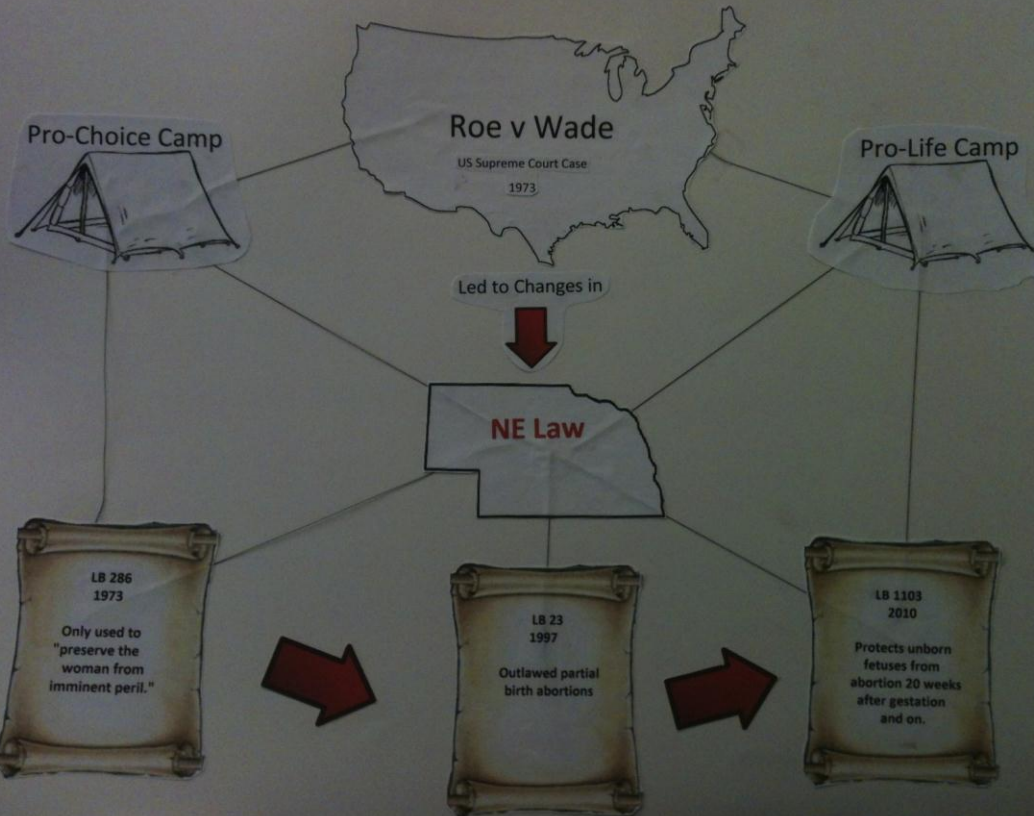 Roe v Wade
US Supreme Court Case
1973
Pro-Choice Camp
Pro-Life Camp
Led to Changes in
NE Law
LB 286
1973
Only used to
"preserve the
woman from
imminent peril."
LB 23
1997
Outlawed partial
birth abortions
LB 1103
2010
Protects unborn
fetuses from
abortion 20 weeks
after gestation
and on.